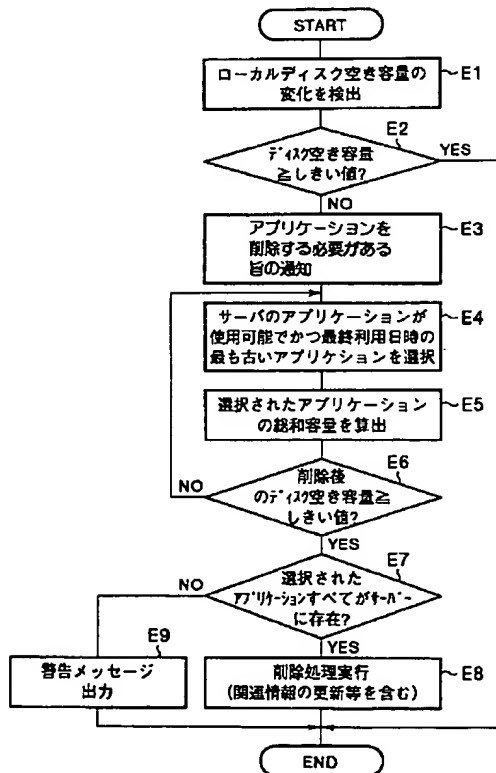 START
ローカルディスク空き容量の
変化を検出
E1
E2
ディスク空き容量
≧しきい値?
YES
NO
アプリケーションを
削除する必要がある
旨の通知
E3
サーバのアプリケーションが
使用可能でかつ最終利用日時の
最も古いアプリケションを選択
E4
選択されたアプリケーション
の総和容量を算出
E5
E6
削除後
のディスク空き容量≧
しきい値?
NO
YES
E7
選択された
アプリケーションすべてがサーバー
に存在?
NO
YES
E9
警告メッセージ
出力
削除処理実行
(関連情報の更新等を含む)
E8
END